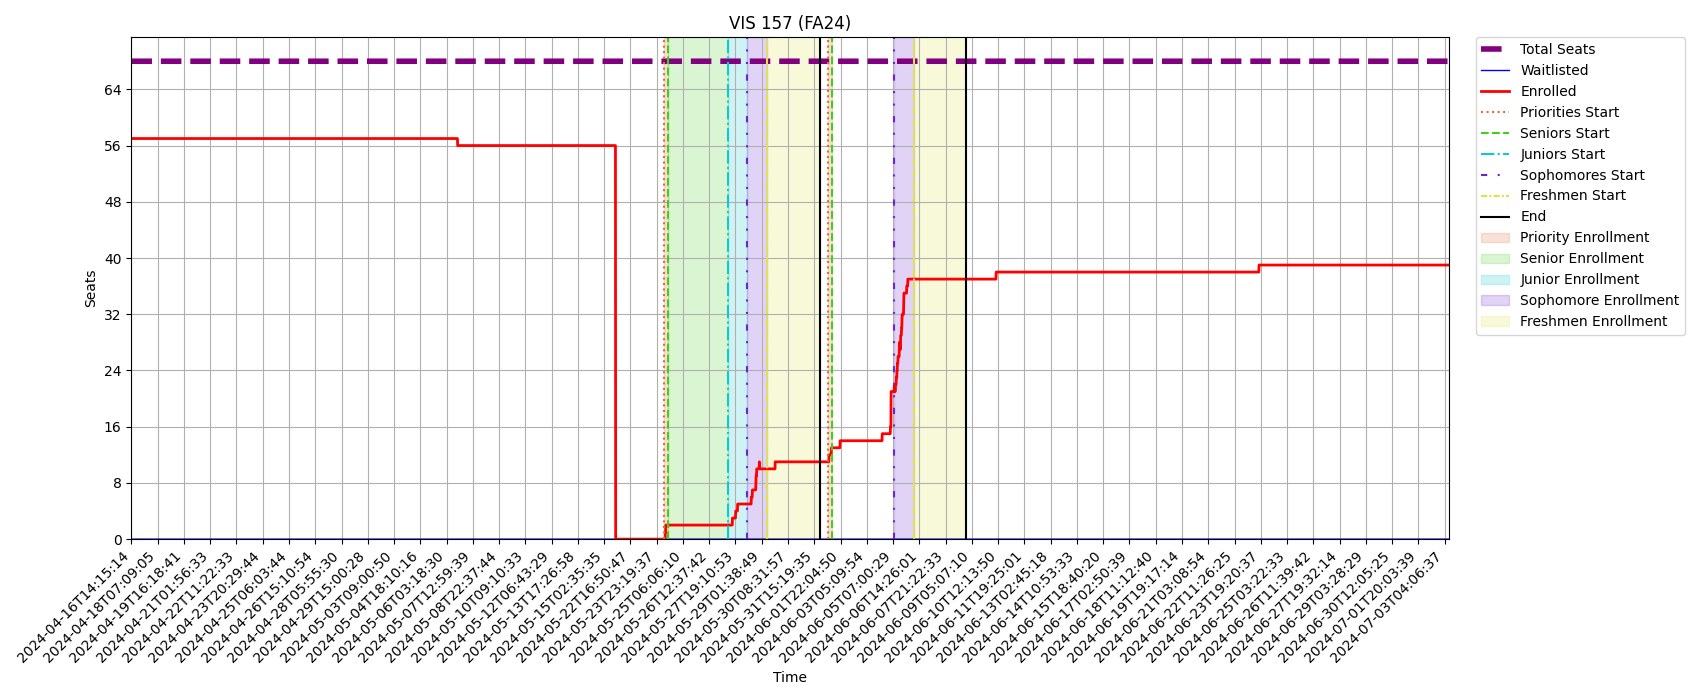 VIS 157 (FA24)
Seats
64
56
48
40
32
24
16
8
0
2024-04-16T14:15:14
2024-04-18T07:09:05
2024-04-19T16:18:41
2024-04-21T01:56:33
2024-04-22T11:22:33
2024-04-23T20:29:44
2024-04-25T06:03:44
2024-04-26T15:10:54
2024-04-28T05:55:30
2024-04-29T15:00:28
2024-05-03T09:00:50
2024-05-04T18:10:16
2024-05-06T03:18:30
2024-05-07T12:59:39
2024-05-08T22:37:44
2024-05-10T09:10:33
2024-05-12T06:43:29
2024-05-13T17:26:58
2024-05-15T02:35:35
2024-05-22T16:50:47
2024-05-23T23:19:37
2024-05-25T06:06:10
2024-05-26T12:37:42
2024-05-27T19:10:53
2024-05-29T01:38:49
2024-05-30T08:31:57
2024-05-31T15:19:35
2024-06-01T22:04:50
2024-06-03T05:09:54
2024-06-05T07:00:29
2024-06-06T14:26:01
2024-06-07T21:22:33
2024-06-09T05:07:10
2024-06-10T12:13:50
2024-06-11T19:25:01
2024-06-13T02:45:18
2024-06-14T10:53:33
2024-06-15T18:40:20
2024-06-17T02:50:39
2024-06-18T11:12:40
2024-06-19T19:17:14
2024-06-21T03:08:54
2024-06-22T11:26:25
2024-06-23T19:20:37
2024-06-25T03:22:33
2024-06-26T11:39:42
2024-06-27T19:32:14
2024-06-29T03:28:29
2024-06-30T12:05:25
2024-07-01T20:03:39
2024-07-03T04:06:37
Time
Total Seats
Waitlisted
Enrolled
Priorities Start
Seniors Start
Juniors Start
Sophomores Start
Freshmen Start
End
Priority Enrollment
Senior Enrollment
Junior Enrollment
Sophomore Enrollment
Freshmen Enrollment